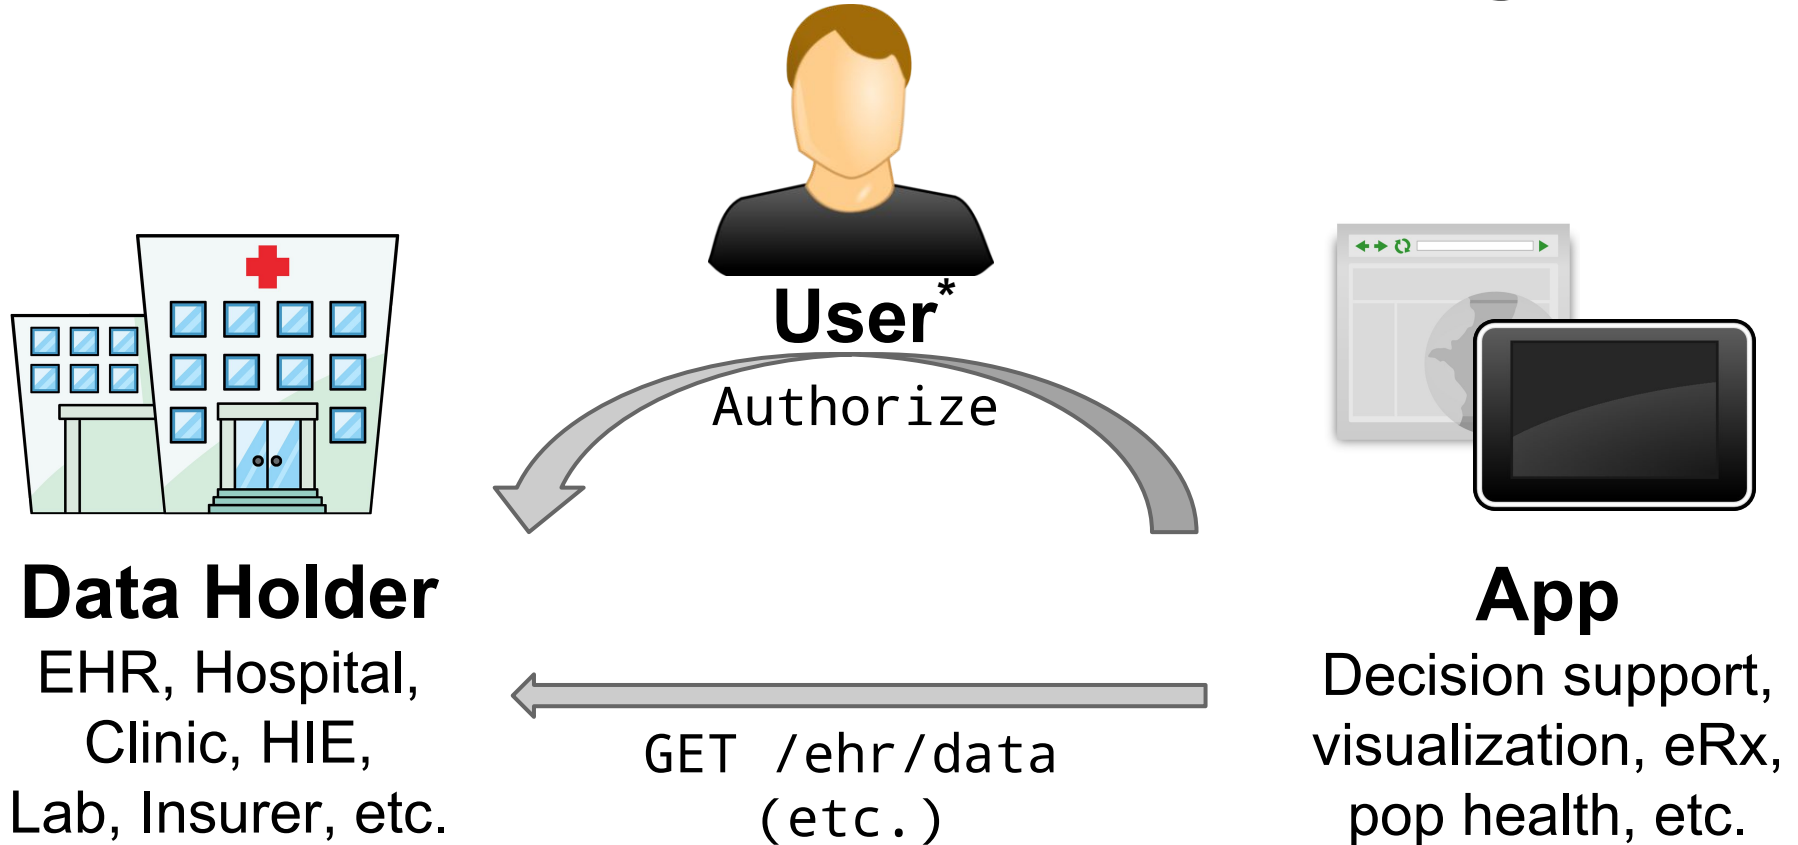 User*
Authorize
Data Holder
EHR, Hospital,
Clinic, HIE,
Lab, Insurer, etc.
GET /ehr/data
(etc.)
App
Decision support,
visualization, eRx,
pop health, etc.